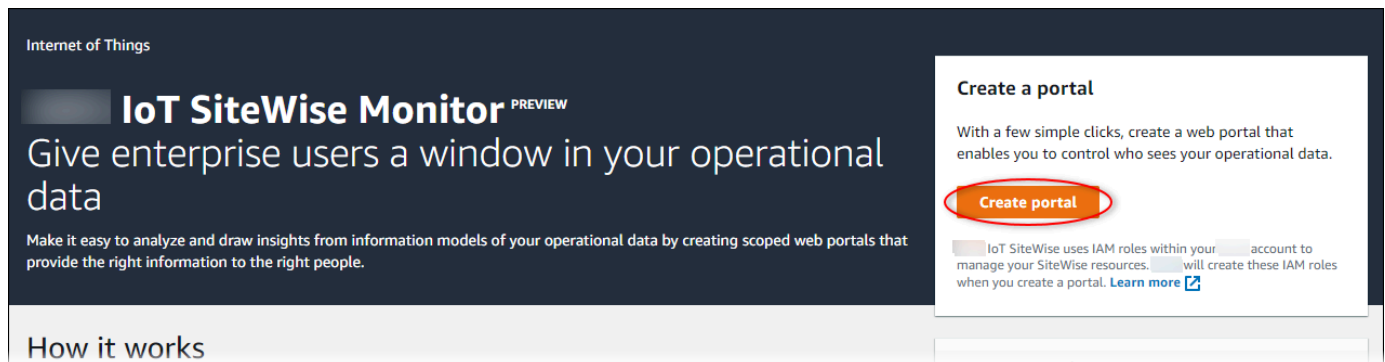 Internet of Things
IoT SiteWise Monitor PREVIEW
Give enterprise users a window in your operational
data
Make it easy to analyze and draw insights from information models of your operational data by creating scoped web portals that
provide the right information to the right people.
How it works
Create a portal
With a few simple clicks, create a web portal that
enables you to control who sees your operational data.
Create portal
IoT SiteWise uses IAM roles within your account to
manage your SiteWise resources. will create these IAM roles
when you create a portal. Learn more